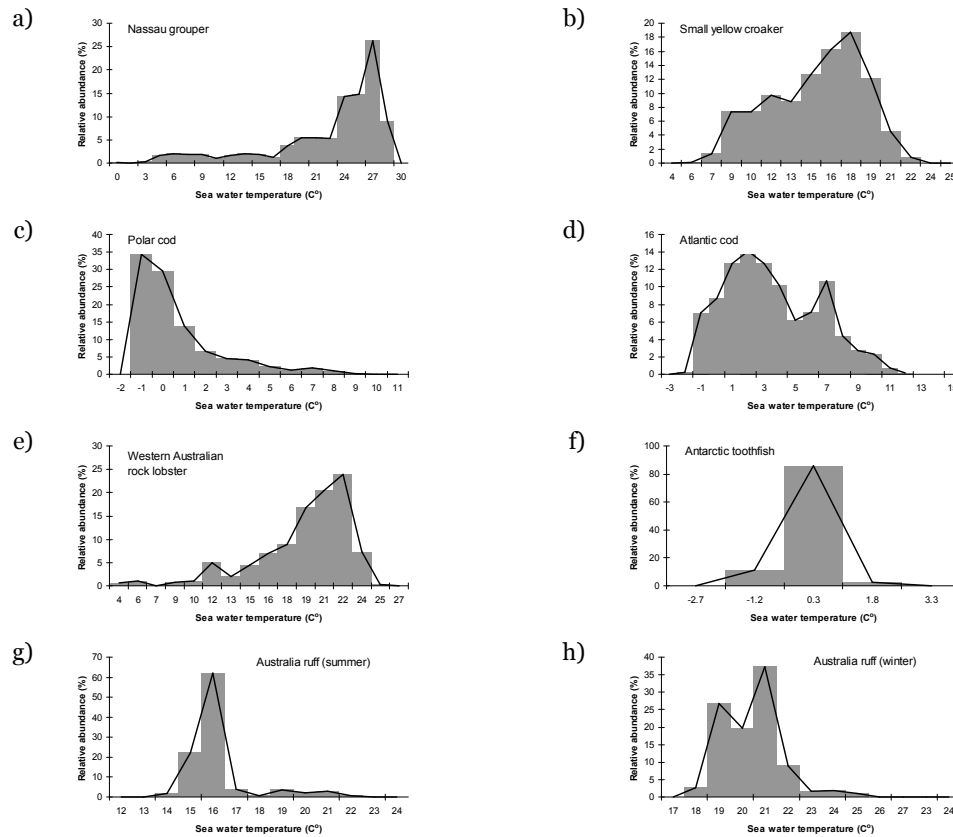 a)
Nassau grouper
Relative abundance (%)
30
25
20
15
10
5
0
0 3 6 9 12 15 18 21 24 27 30
Sea water temperature (C°)
b)
Small yellow croaker
Relative abundance (%)
20
18
16
14
12
10
8
6
4
2
0
4 6 7 9 10 12 13 15 16 18 19 21 22 24 25
Sea water temperature (C°)
c)
Polar cod
Relative abundance (%)
40
35
30
25
20
15
10
5
0
-2 -1 0 1 2 3 4 5 6 7 8 9 10 11
Sea water temperature (C°)
d)
Atlantic cod
Relative abundance (%)
16
14
12
10
8
6
4
2
0
-3 -1 1 3 5 7 9 11 13 15
Sea water temperature (C°)
e)
Western Australian
rock lobster
Relative abundance (%)
30
25
20
15
10
5
0
4 6 7 9 10 12 13 15 16 18 19 21 22 24 25 27
Sea water temperature (C°)
f)
Antarctic toothfish
Relative abundance (%)
100
80
60
40
20
0
-2.7 -1.2 0.3 1.8 3.3
Sea water temperature (C°)
g)
Australia ruff (summer)
Relative abundance (%)
70
60
50
40
30
20
10
0
12 13 14 15 16 17 18 19 20 21 22 23 24
Sea water temperature (C°)
h)
Australia ruff (winter)
Relative abundance (%)
40
35
30
25
20
15
10
5
0
17 18 19 20 21 22 23 24 25 26 27 23 24
Sea water temperature (C°)